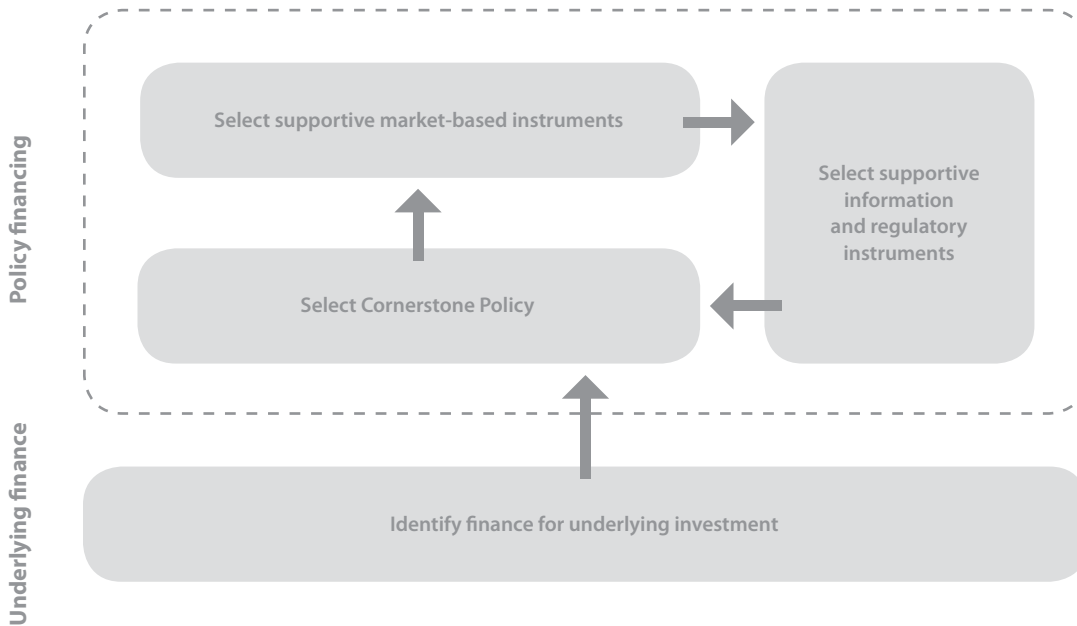 Policy financing
Select supportive market-based instruments
Select supportive
information
and regulatory
instruments
Select Cornerstone Policy
Underlying finance
Identify finance for underlying investment